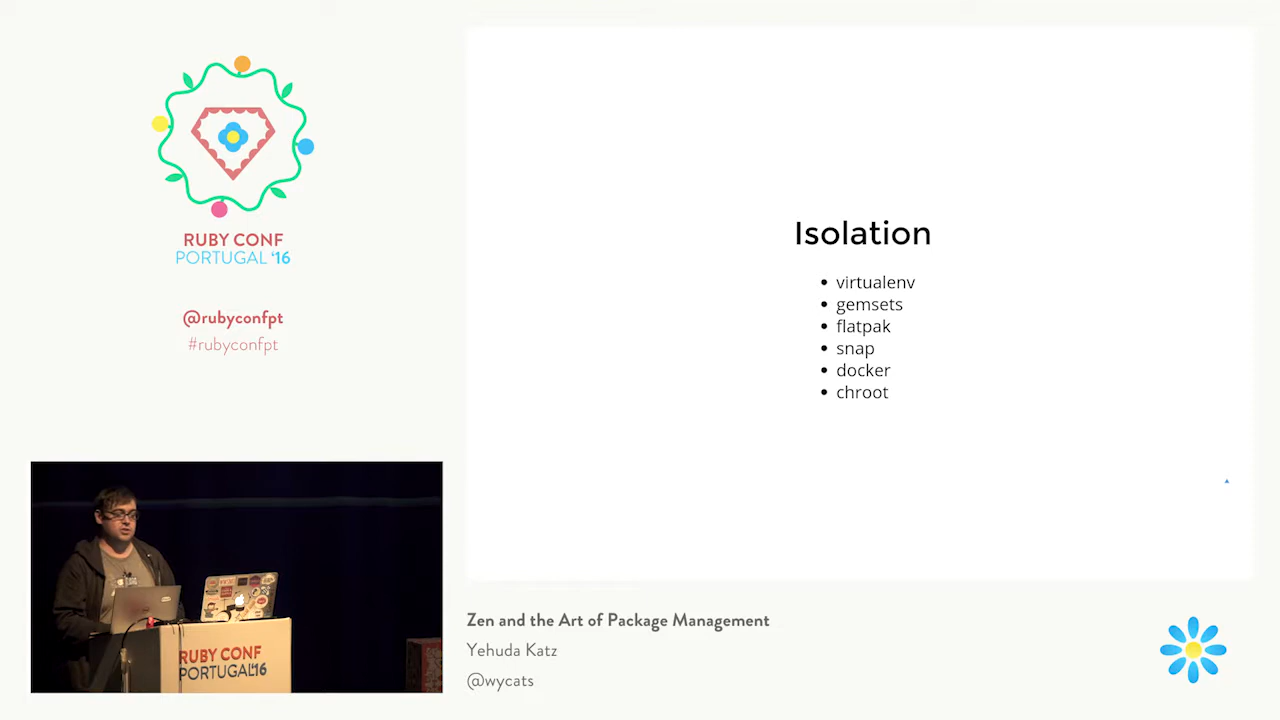 RUBY CONF
PORTUGAL '16
@rubyconfpt
#rubyconfpt
Isolation
• virtualenv
• gemsets
• flatpak
• snap
• docker
• chroot
RUBY CONF
PORTUGAL'16
Zen and the Art of Package Management
Yehuda Katz
@wycats